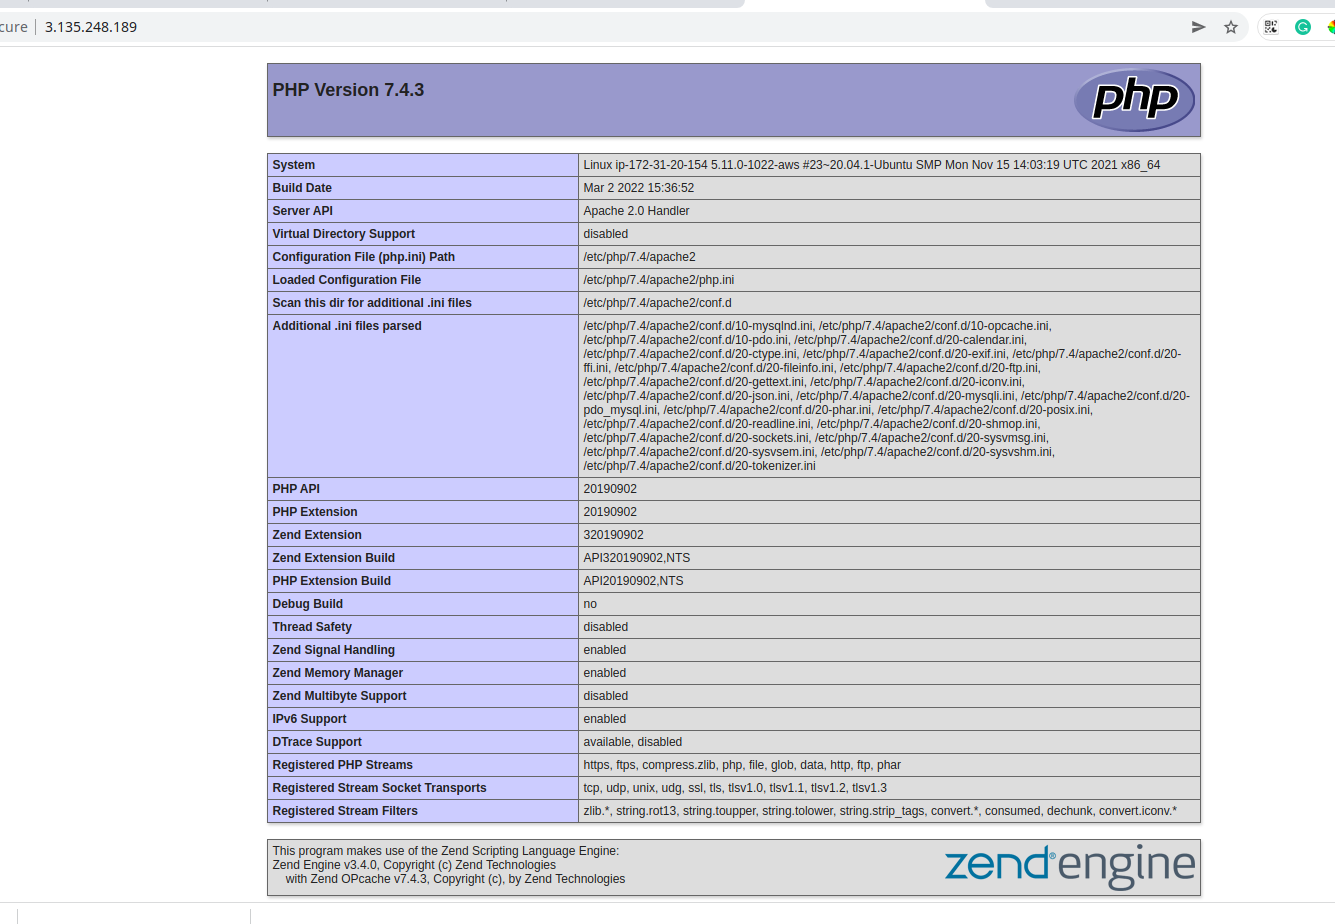 cure 3.135.248.189
PHP Version 7.4.3
php
System Linux ip-172-31-20-154 5.11.0-1022-aws #23~20.04.1-Ubuntu SMP Mon Nov 15 14:03:19 UTC 2021 x86_64
Build Date Mar 2 2022 15:36:52
Server API Apache 2.0 Handler
Virtual Directory Support disabled
Configuration File (php.ini) Path /etc/php/7.4/apache2
Loaded Configuration File /etc/php/7.4/apache2/php.ini
Scan this dir for additional .ini files /etc/php/7.4/apache2/conf.d
Additional .ini files parsed /etc/php/7.4/apache2/conf.d/10-mysqlnd.ini, /etc/php/7.4/apache2/conf.d/10-opcache.ini,
/etc/php/7.4/apache2/conf.d/10-pdo.ini, /etc/php/7.4/apache2/conf.d/20-calendar.ini,
/etc/php/7.4/apache2/conf.d/20-ctype.ini, /etc/php/7.4/apache2/conf.d/20-exif.ini, /etc/php/7.4/apache2/conf.d/20-
ffi.ini, /etc/php/7.4/apache2/conf.d/20-fileinfo.ini, /etc/php/7.4/apache2/conf.d/20-ftp.ini,
/etc/php/7.4/apache2/conf.d/20-gettext.ini, /etc/php/7.4/apache2/conf.d/20-iconv.ini,
/etc/php/7.4/apache2/conf.d/20-json.ini, /etc/php/7.4/apache2/conf.d/20-mysqli.ini, /etc/php/7.4/apache2/conf.d/20-
pdo_mysql.ini, /etc/php/7.4/apache2/conf.d/20-phar.ini, /etc/php/7.4/apache2/conf.d/20-posix.ini,
/etc/php/7.4/apache2/conf.d/20-readline.ini, /etc/php/7.4/apache2/conf.d/20-shmop.ini,
/etc/php/7.4/apache2/conf.d/20-sockets.ini, /etc/php/7.4/apache2/conf.d/20-sysvmsg.ini,
/etc/php/7.4/apache2/conf.d/20-sysvsem.ini, /etc/php/7.4/apache2/conf.d/20-sysvshm.ini,
/etc/php/7.4/apache2/conf.d/20-tokenizer.ini
PHP API 20190902
PHP Extension 20190902
Zend Extension 320190902
Zend Extension Build API320190902,NTS
PHP Extension Build API20190902,NTS
Debug Build no
Thread Safety disabled
Zend Signal Handling enabled
Zend Memory Manager enabled
Zend Multibyte Support disabled
IPv6 Support enabled
DTrace Support available, disabled
Registered PHP Streams https, ftps, compress.zlib, php, file, glob, data, http, ftp, phar
Registered Stream Socket Transports tcp, udp, unix, udg, ssl, tls, tlsv1.0, tlsv1.1, tlsv1.2, tlsv1.3
Registered Stream Filters zlib.*, string.rot13, string.toupper, string.tolower, string.strip_tags, convert.*, consumed, dechunk, convert.iconv.*
This program makes use of the Zend Scripting Language Engine:
Zend Engine v3.4.0, Copyright (c) Zend Technologies
with Zend OPcache v7.4.3, Copyright (c), by Zend Technologies
zend®engine